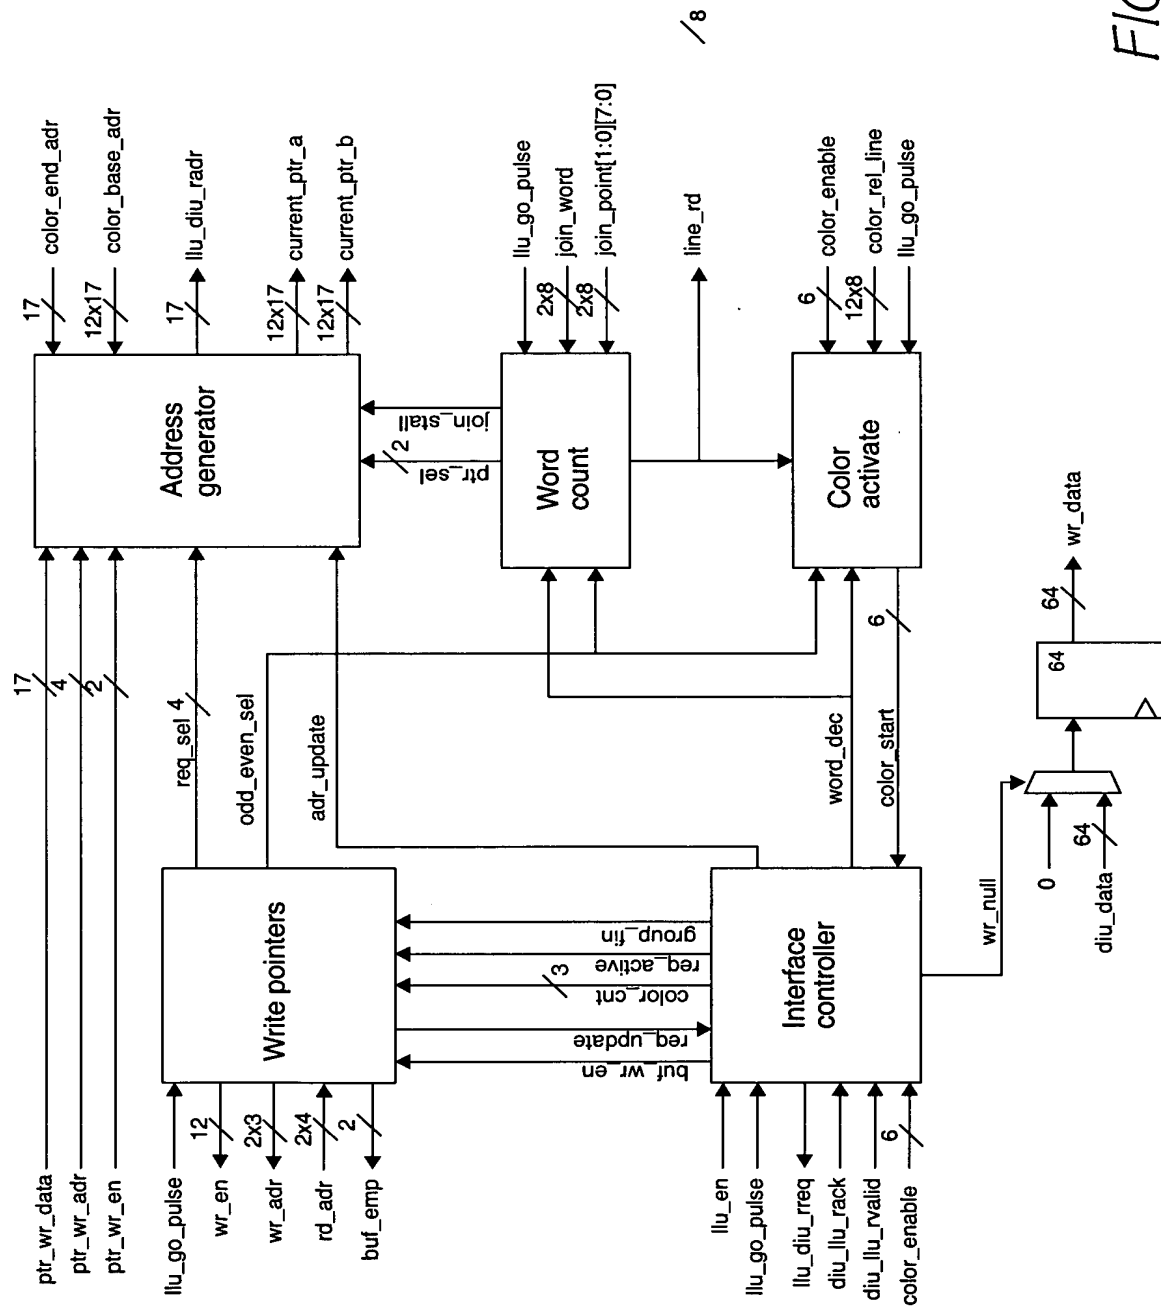 ptr_wr_data
17
ptr_wr_adr
4
ptr_wr_en
2
17
color_end_adr
12x17
color_base_adr
17
llu_diu_radr
12x17
current_ptr_a
12x17
current_ptr_b
Address
generator
req_sel
4
odd_even_sel
adr_update
llu_go_pulse
12
wr_en
2x3
wr_adr
2x4
rd_adr
2
buf_emp
Write pointers
ptr_sel
2
join_stall
llu_go_pulse
2x8
join_word
2x8
join_point[1:0][7:0]
Word
count
line_rd
8
buf_wr_en
req_update
color_cnt
3
req_active
group_fin
6
color_enable
12x8
color_rel_line
llu_go_pulse
Color
activate
word_dec
color_start
6
llu_en
llu_go_pulse
llu_diu_rreq
diu_llu_rack
diu_llu_rvalid
6
color_enable
Interface
controller
wr_null
0
diu_data
64
64
64
wr_data